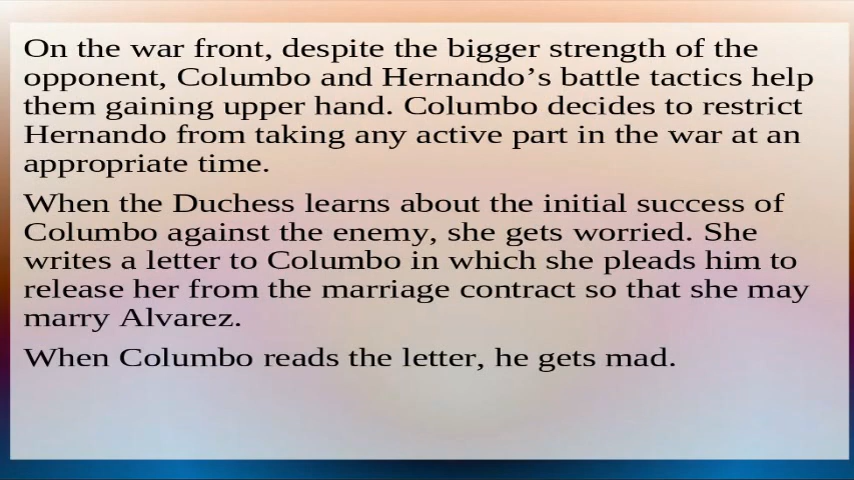 On the war front, despite the bigger strength of the
opponent, Columbo and Hernando’s battle tactics help
them gaining upper hand. Columbo decides to restrict
Hernando from taking any active part in the war at an
appropriate time.
When the Duchess learns about the initial success of
Columbo against the enemy, she gets worried. She
writes a letter to Columbo in which she pleads him to
release her from the marriage contract so that she may
marry Alvarez.
When Columbo reads the letter, he gets mad.